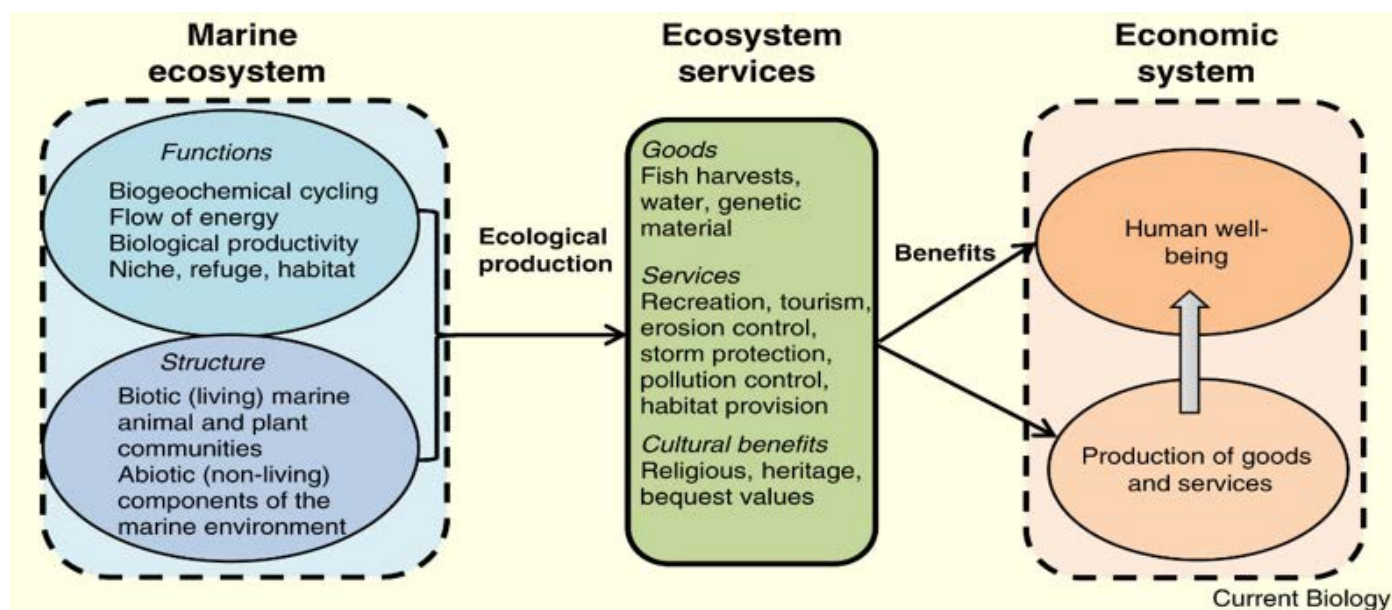 Marine
ecosystem
Ecosystem
services
Economic
system
Functions
Biogeochemical cycling
Flow of energy
Biological productivity
Niche, refuge, habitat
Structure
Biotic (living) marine
animal and plant
communities
Abiotic (non-living)
components of the
marine environment
Ecological
production
Goods
Fish harvests,
water, genetic
material
Services
Recreation, tourism,
erosion control,
storm protection,
pollution control,
habitat provision
Cultural benefits
Religious, heritage,
bequest values
Benefits
Human well-
being
Production of goods
and services
Current Biology